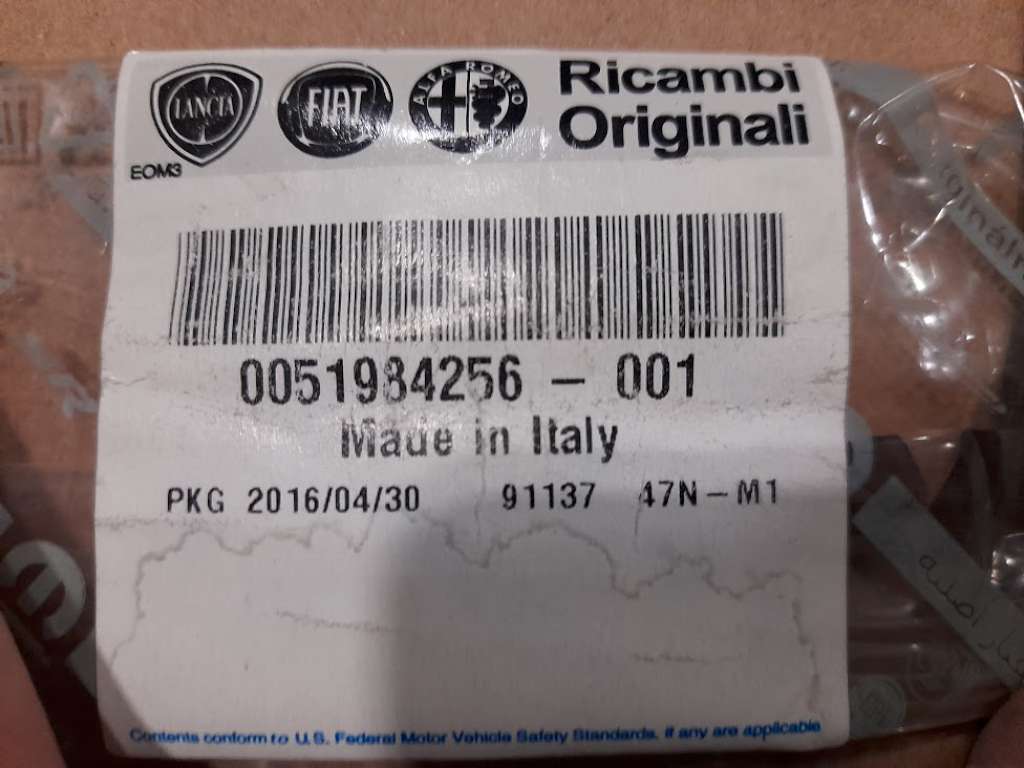 LANCIA FIAT ALFA ROMEO Ricambi
Originali
EOM3
0051984256 – 001
Made in Italy
PKG 2016/04/30 91137 47N-M1
Contents conform to U.S. Federal Motor Vehicle Safety Standards, if any are applicable